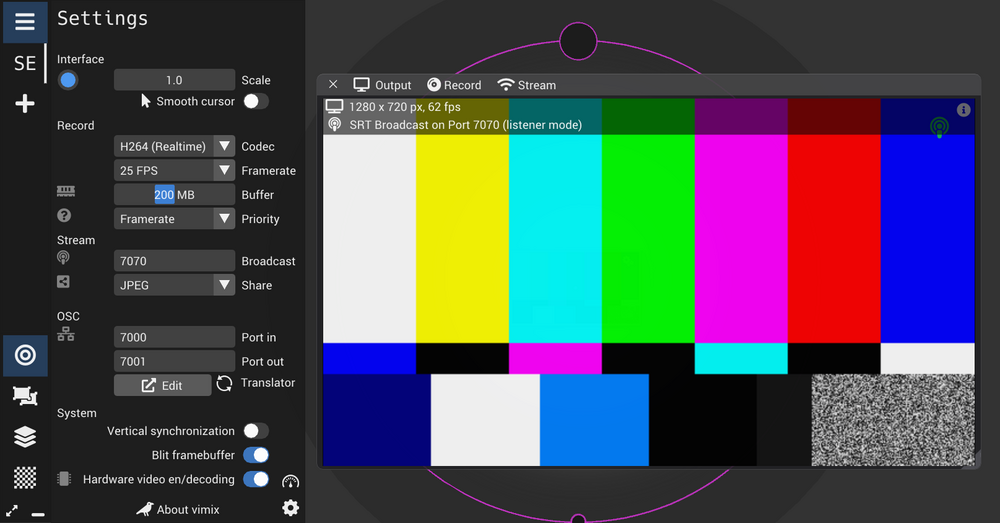 Settings
SE
Interface
1.0 Scale
Smooth cursor
Record
H264 (Realtime) Codec
25 FPS Framerate
200 MB Buffer
? Framerate Priority
Stream
7070 Broadcast
JPEG Share
OSC
7000 Port in
7001 Port out
Edit Translator
System
Vertical synchronization
Blit framebuffer
Hardware video en/decoding
About vimix
Output Record Stream
1280 x 720 px, 62 fps
SRT Broadcast on Port 7070 (listener mode)